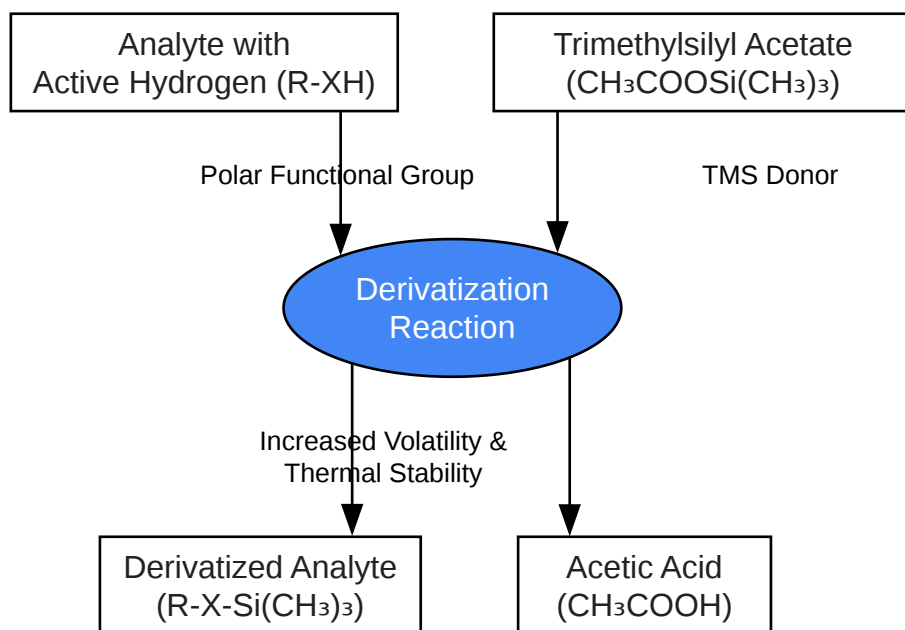 Analyte with
Active Hydrogen (R-XH)
Trimethylsilyl Acetate
(CH₃COOSi(CH₃)₃)
Polar Functional Group
TMS Donor
Derivatization
Reaction
Increased Volatility &
Thermal Stability
Derivatized Analyte
(R-X-Si(CH₃)₃)
Acetic Acid
(CH₃COOH)